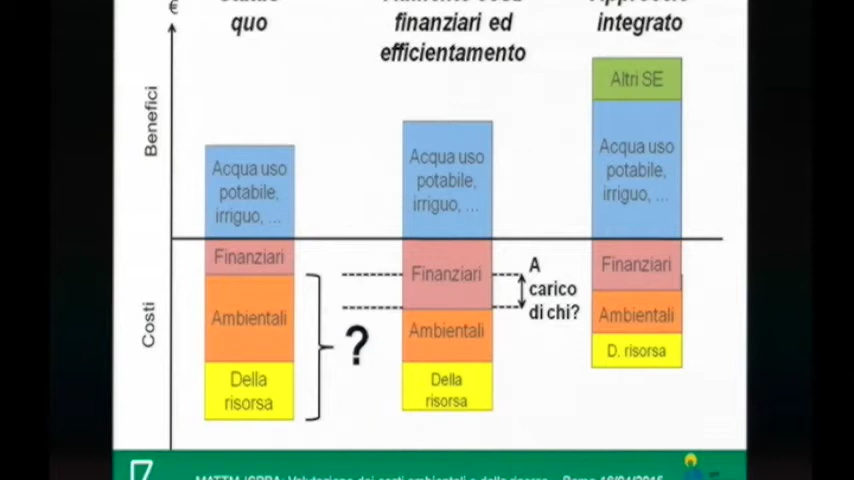 €
quo
finanziari ed
efficientamento
integrato
Benefici
Costi
Acqua uso
potabile,
irriguo, ...
Finanziari
Ambientali
Della
risorsa
?
Acqua uso
potabile,
irriguo, ...
Finanziari
Ambientali
Della
risorsa
A
carico
di chi?
Altri SE
Acqua uso
potabile,
irriguo, ...
Finanziari
Ambientali
D. risorsa